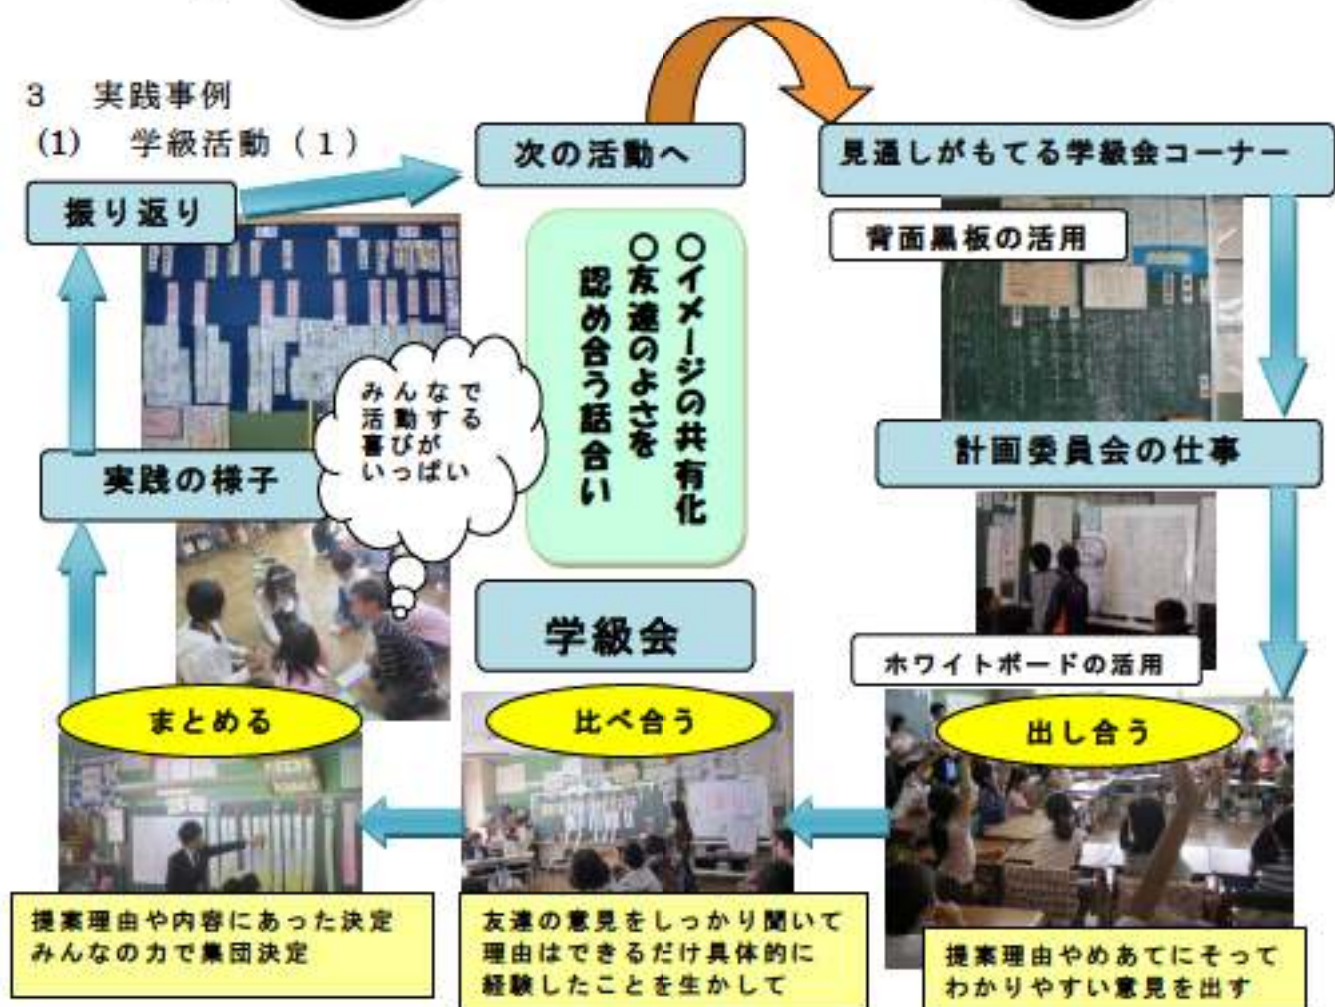 3 実践事例
(1) 学級活動(1)
次の活動へ
見通しがもてる学級会コーナー
振り返り
背面黒板の活用
○イメージの共有化
○友達のよさを
認め合う話合い
みんなで
活動する
喜びが
いっぱい
計画委員会の仕事
実践の様子
学級会
ホワイトボードの活用
まとめる
比べ合う
出し合う
提案理由や内容にあった決定
みんなの力で集団決定
友達の意見をしっかり聞いて
理由はできるだけ具体的に
経験したことを生かして
提案理由やめあてにそって
わかりやすい意見を出す